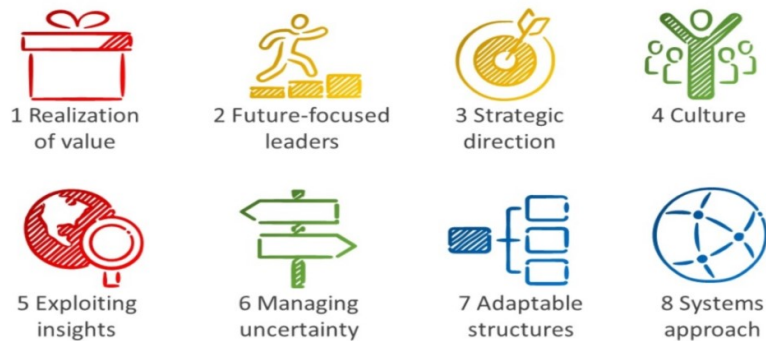 1 Realization
of value
2 Future-focused
leaders
3 Strategic
direction
4 Culture
5 Exploiting
insights
6 Managing
uncertainty
7 Adaptable
structures
8 Systems
approach